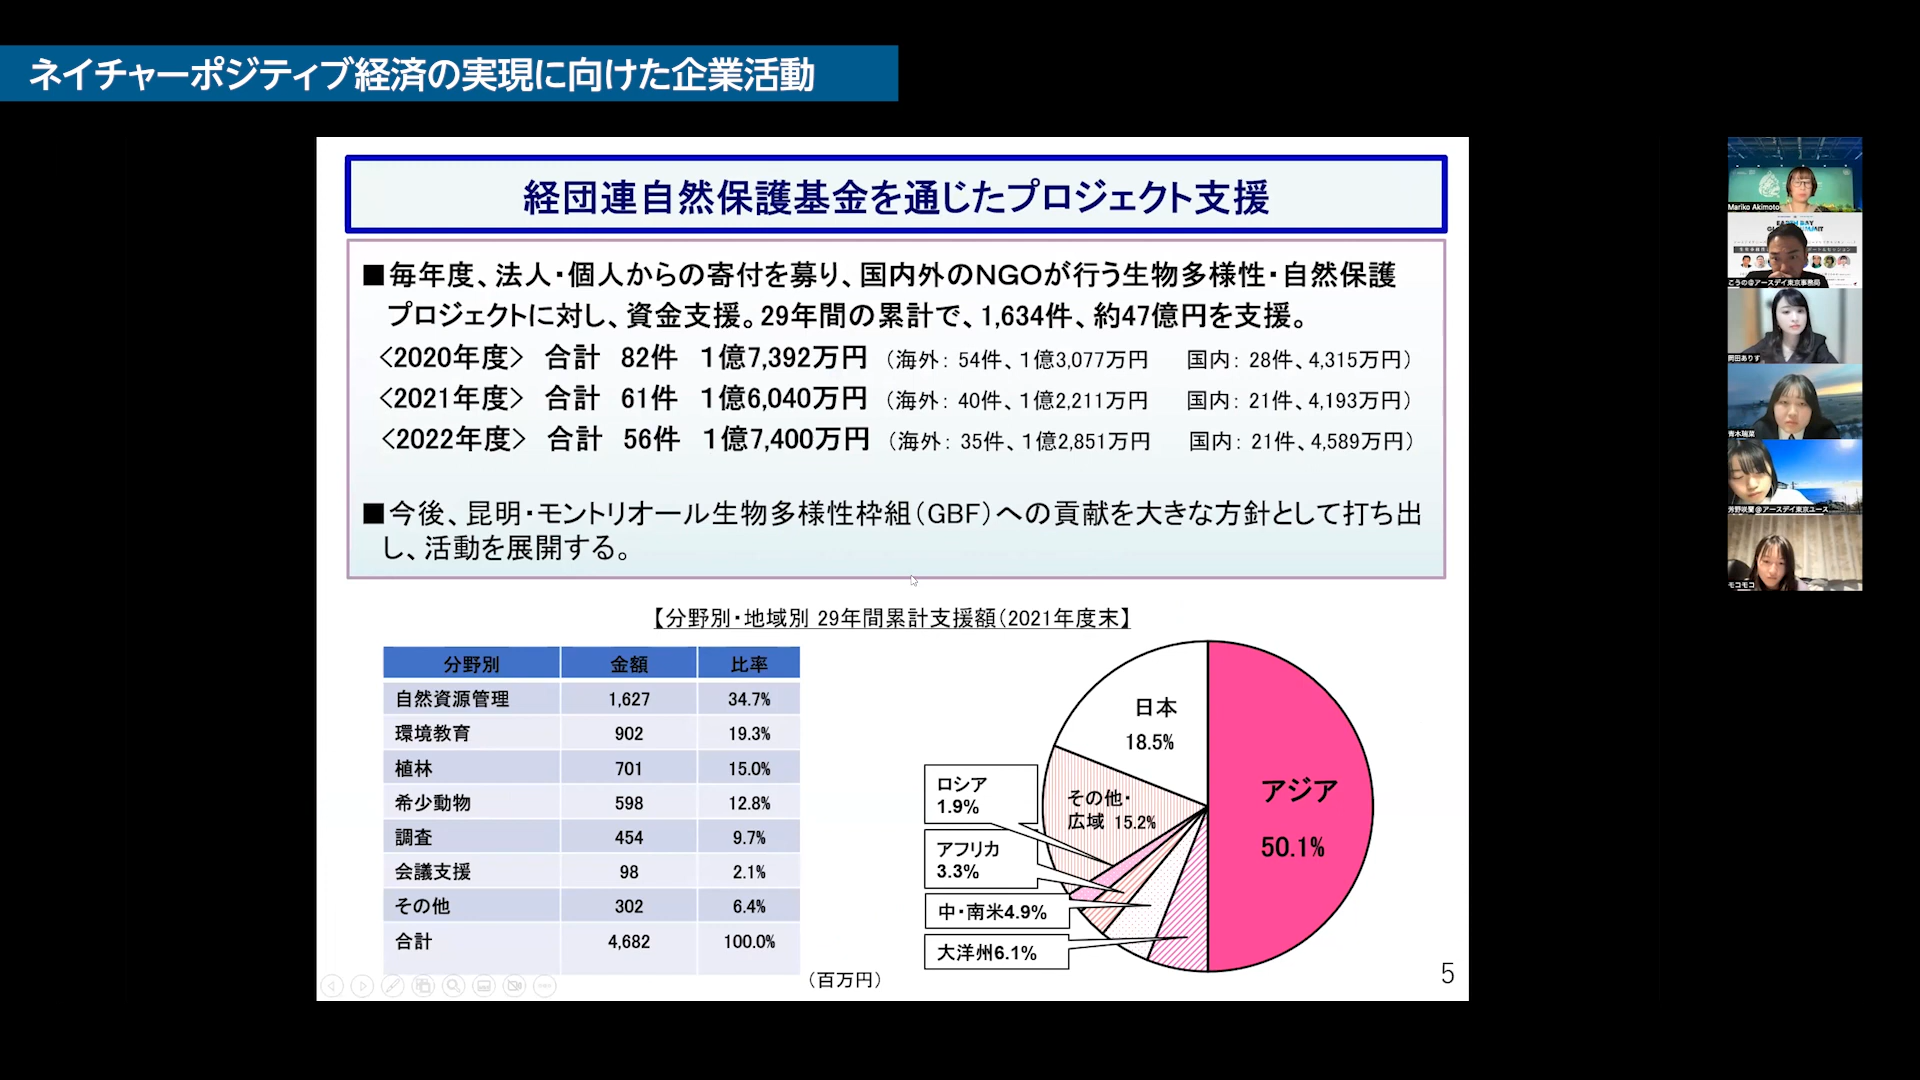 ネイチャーポジティブ経済の実現に向けた企業活動
経団連自然保護基金を通じたプロジェクト支援
■毎年度、法人・個人からの寄付を募り、国内外のNGOが行う生物多様性・自然保護
プロジェクトに対し、資金支援。29年間の累計で、1,634件、約47億円を支援。
<2020年度> 合計 82件 1億7,392万円 （海外: 54件、1億3,077万円 国内: 28件、4,315万円）
<2021年度> 合計 61件 1億6,040万円 （海外: 40件、1億2,211万円 国内: 21件、4,193万円）
<2022年度> 合計 56件 1億7,400万円 （海外: 35件、1億2,851万円 国内: 21件、4,589万円）
■今後、昆明・モントリオール生物多様性枠組（GBF）への貢献を大きな方針として打ち出
し、活動を展開する。
【分野別・地域別 29年間累計支援額（2021年度末】
分野別 金額 比率
自然資源管理 1,627 34.7%
環境教育 902 19.3%
植林 701 15.0%
希少動物 598 12.8%
調査 454 9.7%
会議支援 98 2.1%
その他 302 6.4%
合計 4,682 100.0%
（百万円）
日本
18.5%
アジア
50.1%
その他・
広域 15.2%
ロシア
1.9%
アフリカ
3.3%
中・南米4.9%
大洋州6.1%
5
Mariko Akimoto
こうの@アースデイ東京事務局
岡田ありす
青木瑞菜
芳野咲蘭@アースデイ東京ユース
モコモコ